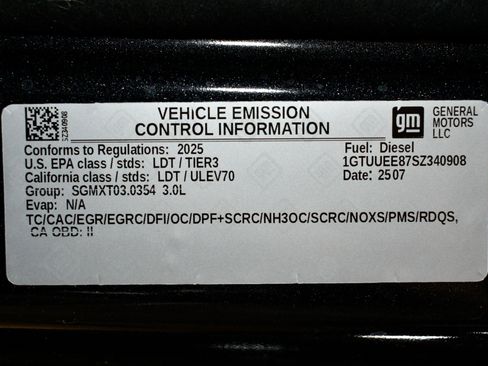 SZ340908
VEHICLE EMISSION
CONTROL INFORMATION
gm
GENERAL
MOTORS
LLC
Conforms to Regulations: 2025
U.S. EPA class / stds: LDT / TIER3
California class / stds: LDT / ULEV70
Group: SGMXT03.0354 3.0L
Evap: N/A
Fuel: Diesel
1GTUUEE87SZ340908
Date: 2507
TC/CAC/EGR/EGRC/DFI/OC/DPF+SCRC/NH3OC/SCRC/NOXS/PMS/RDQS,
CA OBD: II